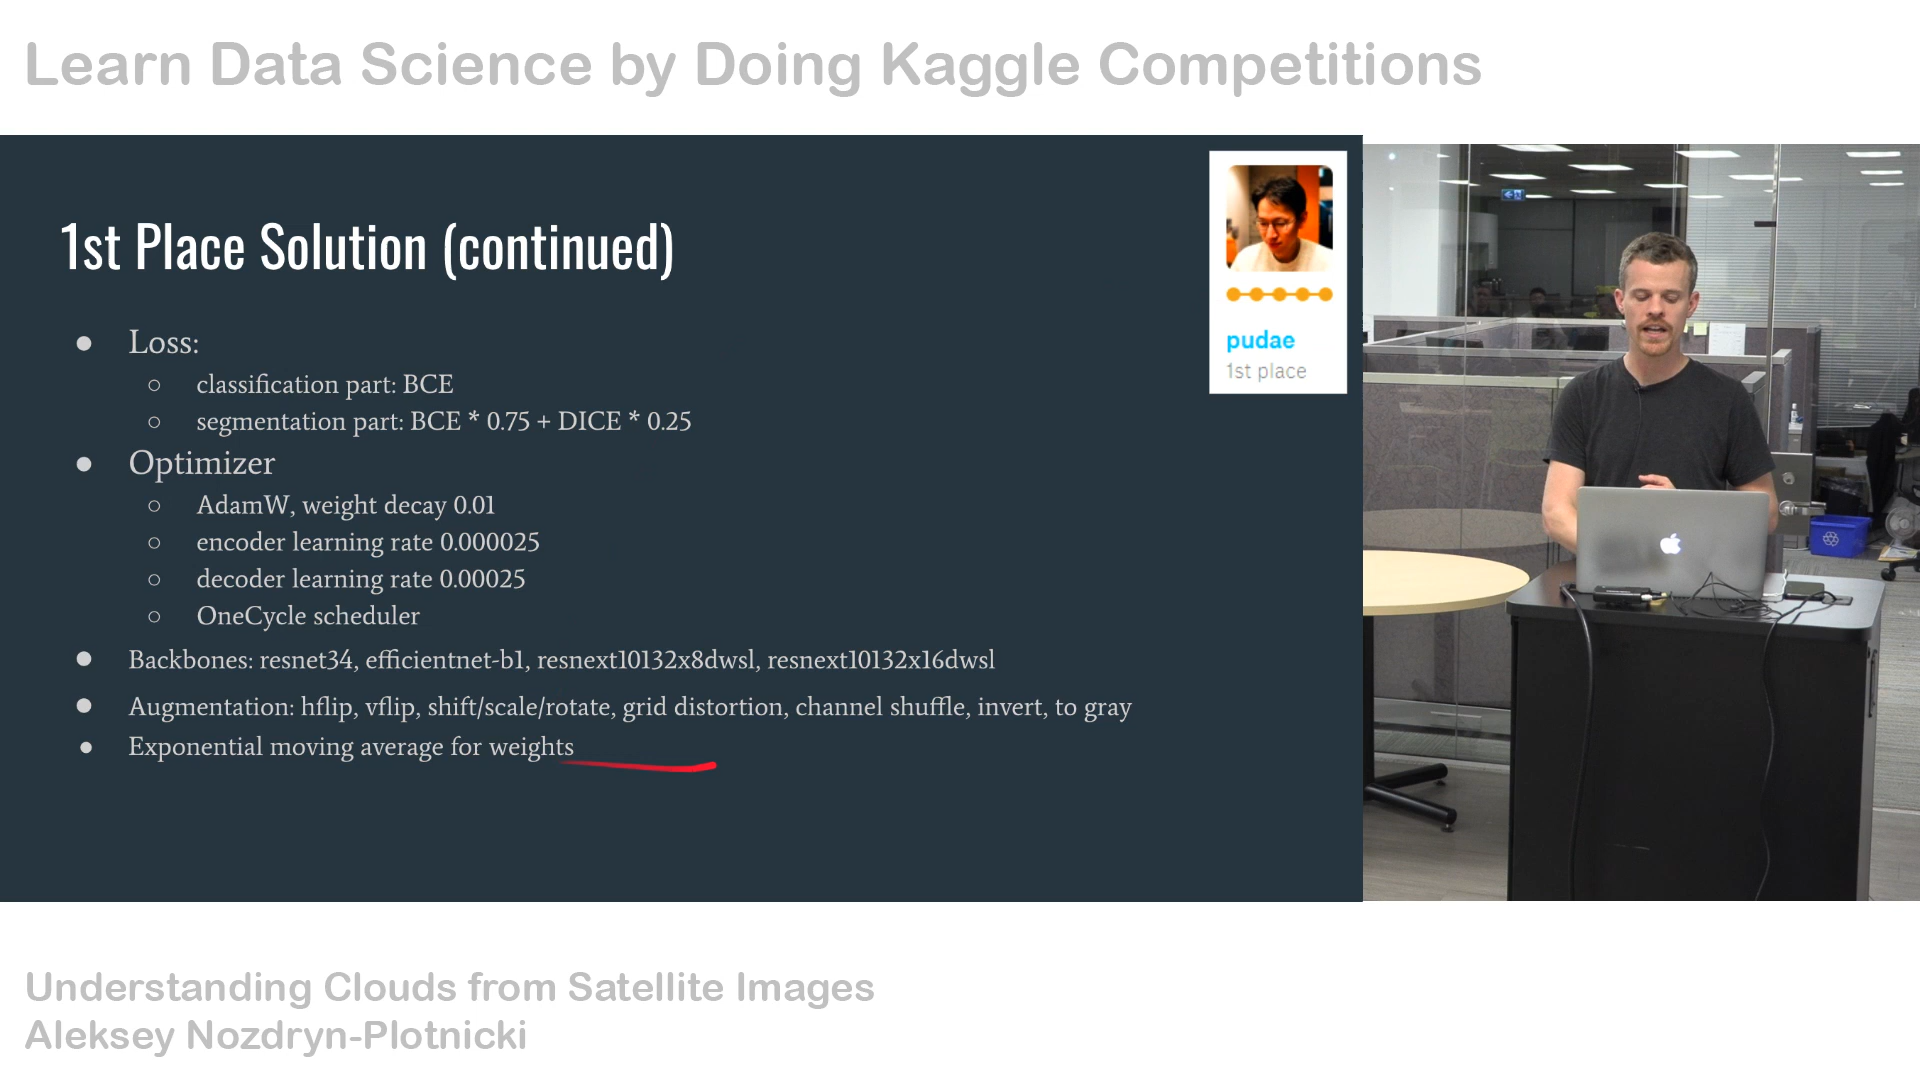 Learn Data Science by Doing Kaggle Competitions
1st Place Solution (continued)
pudae
1st place
● Loss:
○ classification part: BCE
○ segmentation part: BCE * 0.75 + DICE * 0.25
● Optimizer
○ AdamW, weight decay 0.01
○ encoder learning rate 0.000025
○ decoder learning rate 0.00025
○ OneCycle scheduler
● Backbones: resnet34, efficientnet-b1, resnext10132x8dwsl, resnext10132x16dwsl
● Augmentation: hflip, vflip, shift/scale/rotate, grid distortion, channel shuffle, invert, to gray
● Exponential moving average for weights
Understanding Clouds from Satellite Images
Aleksey Nozdryn-Plotnicki